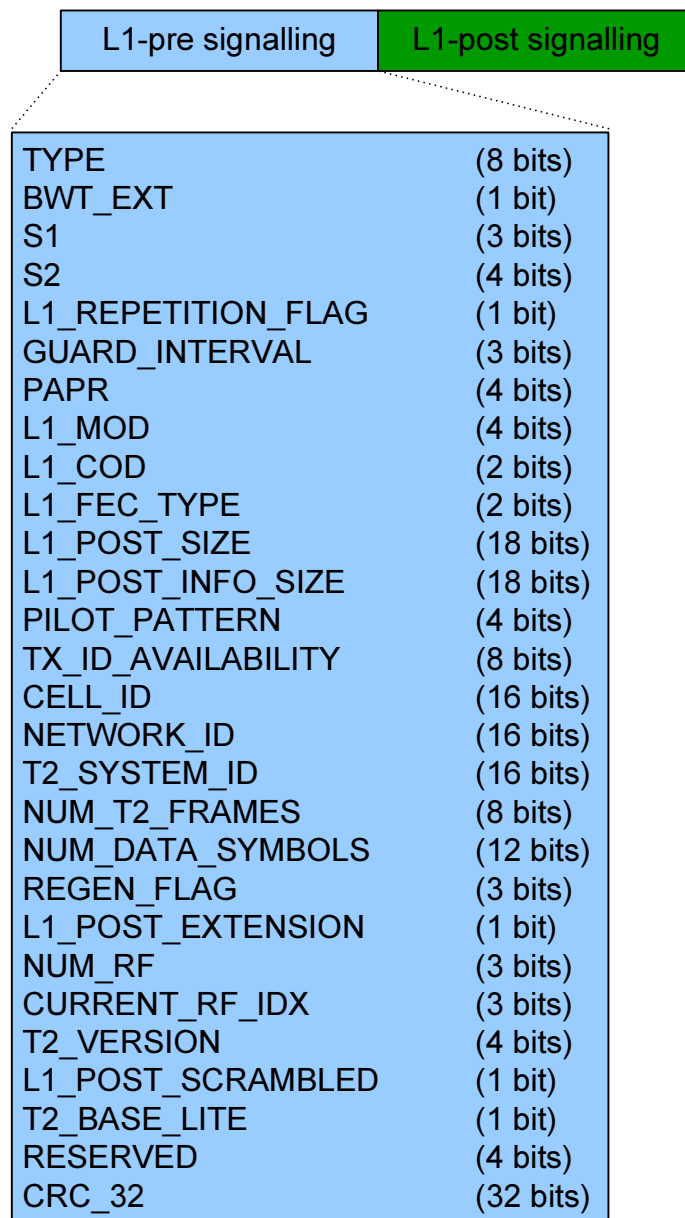 L1-pre signalling L1-post signalling
TYPE (8 bits)
BWT_EXT (1 bit)
S1 (3 bits)
S2 (4 bits)
L1_REPETITION_FLAG (1 bit)
GUARD_INTERVAL (3 bits)
PAPR (4 bits)
L1_MOD (4 bits)
L1_COD (2 bits)
L1_FEC_TYPE (2 bits)
L1_POST_SIZE (18 bits)
L1_POST_INFO_SIZE (18 bits)
PILOT_PATTERN (4 bits)
TX_ID_AVAILABILITY (8 bits)
CELL_ID (16 bits)
NETWORK_ID (16 bits)
T2_SYSTEM_ID (16 bits)
NUM_T2_FRAMES (8 bits)
NUM_DATA_SYMBOLS (12 bits)
REGEN_FLAG (3 bits)
L1_POST_EXTENSION (1 bit)
NUM_RF (3 bits)
CURRENT_RF_IDX (3 bits)
T2_VERSION (4 bits)
L1_POST_SCRAMBLED (1 bit)
T2_BASE_LITE (1 bit)
RESERVED (4 bits)
CRC_32 (32 bits)